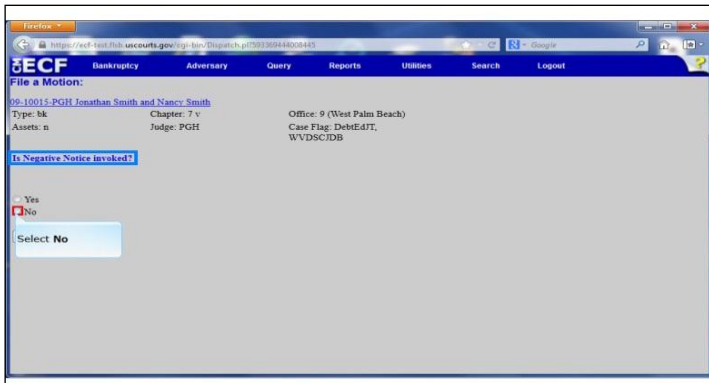 Firefox
https://ecf-test.flsb.uscourts.gov/cgi-bin/Dispatch.pl?593369444008445
Google
ECF Bankruptcy Adversary Query Reports Utilities Search Logout ?
File a Motion:
09-10015-PGH Jonathan Smith and Nancy Smith
Type: bk Chapter: 7 v Office: 9 (West Palm Beach)
Assets: n Judge: PGH Case Flag: DebtEdJT,
WVDSCJDB
Is Negative Notice invoked?
Yes
No
Select No